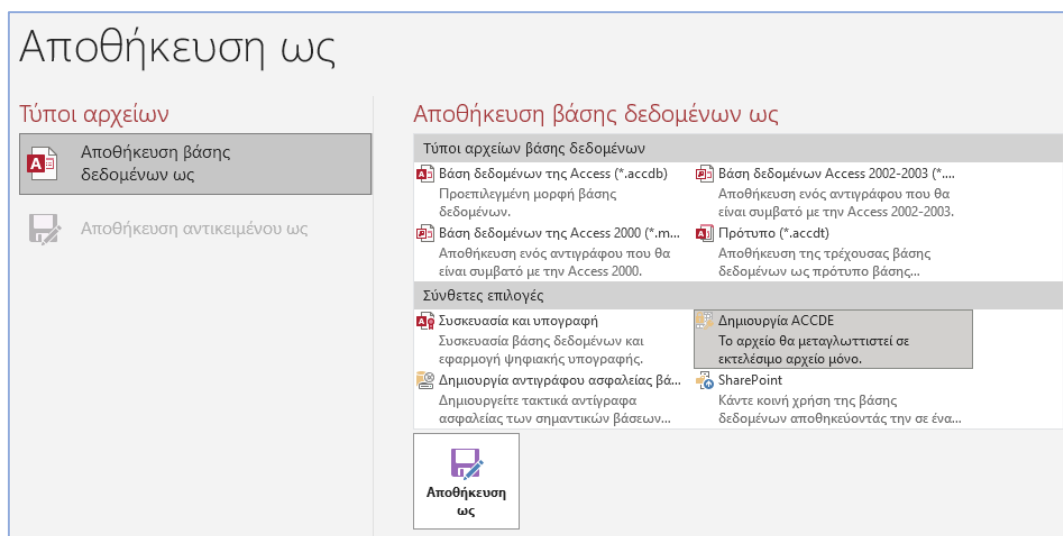 Αποθήκευση ως
Τύποι αρχείων
Αποθήκευση βάσης
δεδομένων ως
Αποθήκευση αντικειμένου ως
Αποθήκευση βάσης δεδομένων ως
Τύποι αρχείων βάσης δεδομένων
Βάση δεδομένων της Access (*.accdb)
Προεπιλεγμένη μορφή βάσης
δεδομένων.
Βάση δεδομένων Access 2002-2003 (*....
Αποθήκευση ενός αντιγράφου που θα
είναι συμβατό με την Access 2002-2003.
Βάση δεδομένων της Access 2000 (*.m...
Αποθήκευση ενός αντιγράφου που θα
είναι συμβατό με την Access 2000.
Πρότυπο (*.accdt)
Αποθήκευση της τρέχουσας βάσης
δεδομένων ως πρότυπο βάσης...
Σύνθετες επιλογές
Συσκευασία και υπογραφή
Συσκευασία βάσης δεδομένων και
εφαρμογή ψηφιακής υπογραφής.
Δημιουργία ACCDE
Το αρχείο θα μεταγλωττιστεί σε
εκτελέσιμο αρχείο μόνο.
Δημιουργία αντιγράφου ασφαλείας βά...
Δημιουργείτε τακτικά αντίγραφα
ασφαλείας των σημαντικών βάσεων...
SharePoint
Κάντε κοινή χρήση της βάσης
δεδομένων αποθηκεύοντάς την σε ένα...
Αποθήκευση
ως